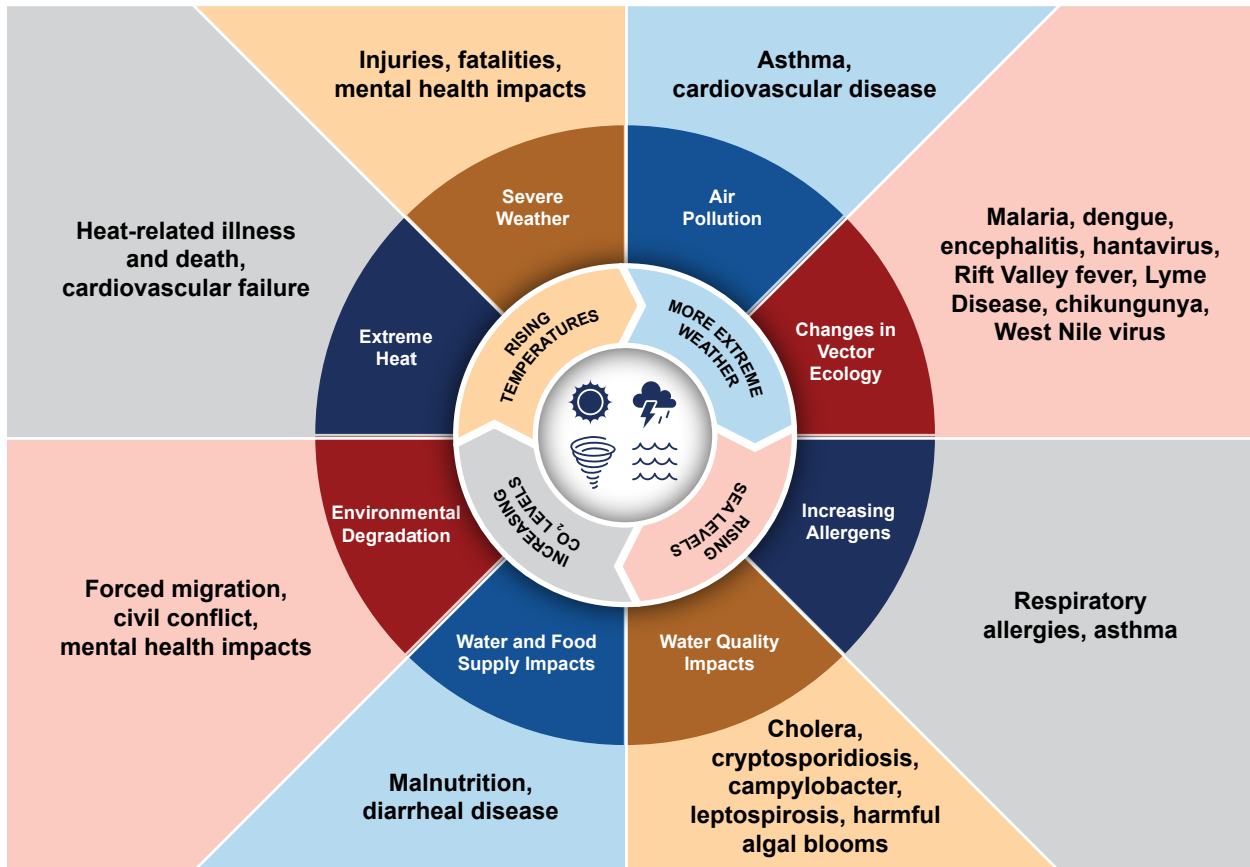 Injuries, fatalities,
mental health impacts
Asthma,
cardiovascular disease
Heat-related illness
and death,
cardiovascular failure
Malaria, dengue,
encephalitis, hantavirus,
Rift Valley fever, Lyme
Disease, chikungunya,
West Nile virus
Severe
Weather
Air
Pollution
Extreme
Heat
Changes in
Vector
Ecology
RISING
TEMPERATURES
MORE EXTREME
WEATHER
INCREASING
CO₂ LEVELS
RISING
SEA LEVELS
Environmental
Degradation
Increasing
Allergens
Water and Food
Supply Impacts
Water Quality
Impacts
Forced migration,
civil conflict,
mental health impacts
Respiratory
allergies, asthma
Malnutrition,
diarrheal disease
Cholera,
cryptosporidiosis,
campylobacter,
leptospirosis, harmful
algal blooms